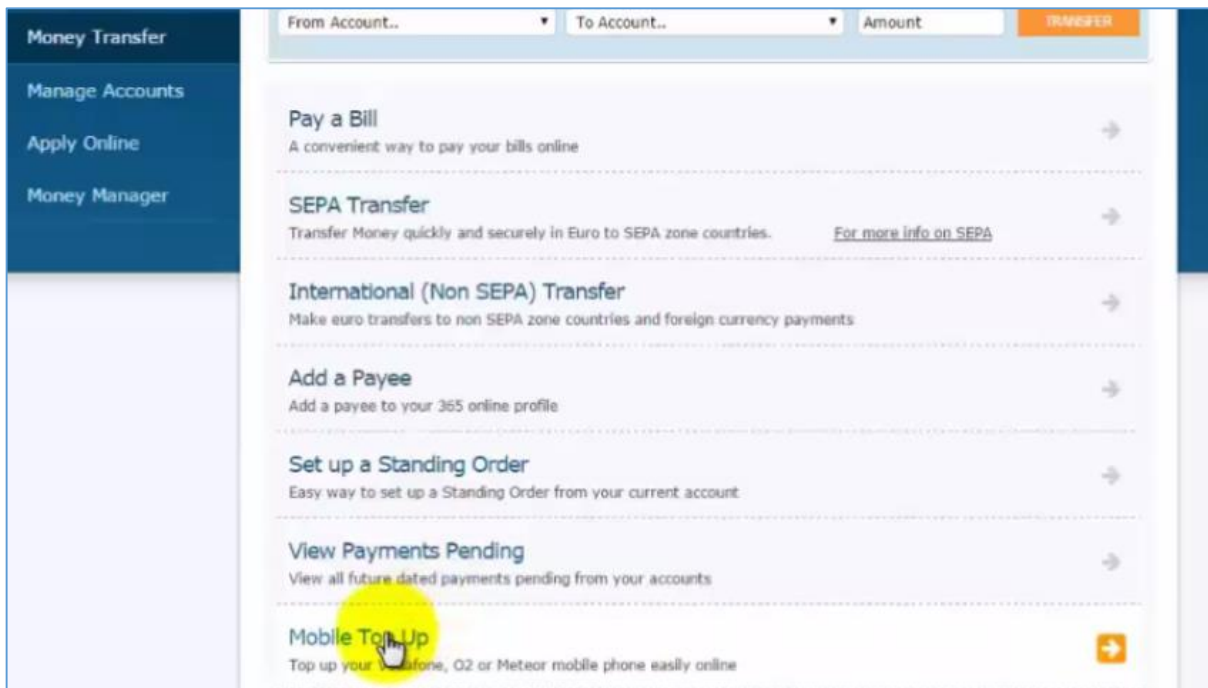 Money Transfer
Manage Accounts
Apply Online
Money Manager
From Account.. To Account.. Amount TRANSFER
Pay a Bill
A convenient way to pay your bills online
SEPA Transfer
Transfer Money quickly and securely in Euro to SEPA zone countries. For more info on SEPA
International (Non SEPA) Transfer
Make euro transfers to non SEPA zone countries and foreign currency payments
Add a Payee
Add a payee to your 365 online profile
Set up a Standing Order
Easy way to set up a Standing Order from your current account
View Payments Pending
View all future dated payments pending from your accounts
Mobile Top Up
Top up your Vodafone, O2 or Meteor mobile phone easily online